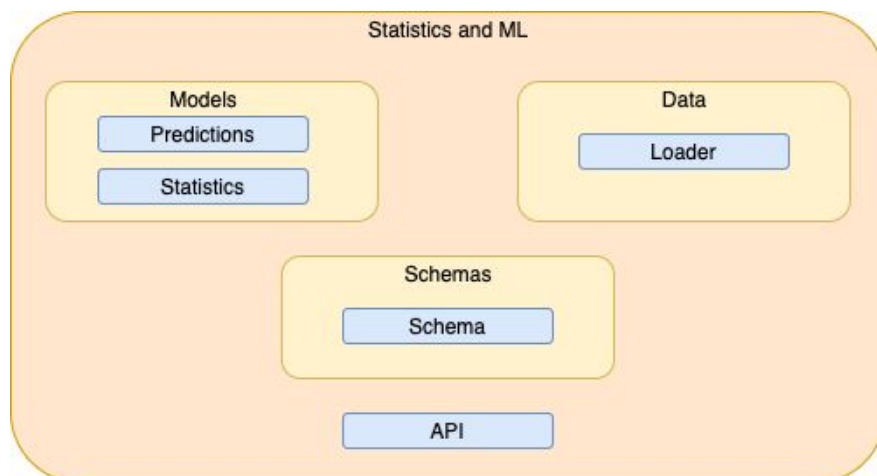 Statistics and ML
Models
Predictions
Statistics
Data
Loader
Schemas
Schema
API